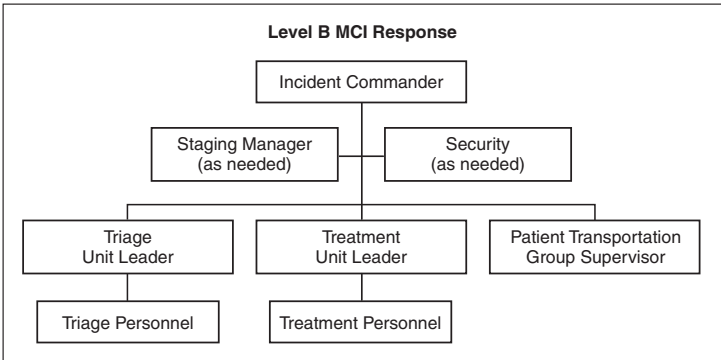 Level B MCI Response
Incident Commander
Staging Manager
(as needed)
Security
(as needed)
Triage
Unit Leader
Treatment
Unit Leader
Patient Transportation
Group Supervisor
Triage Personnel
Treatment Personnel